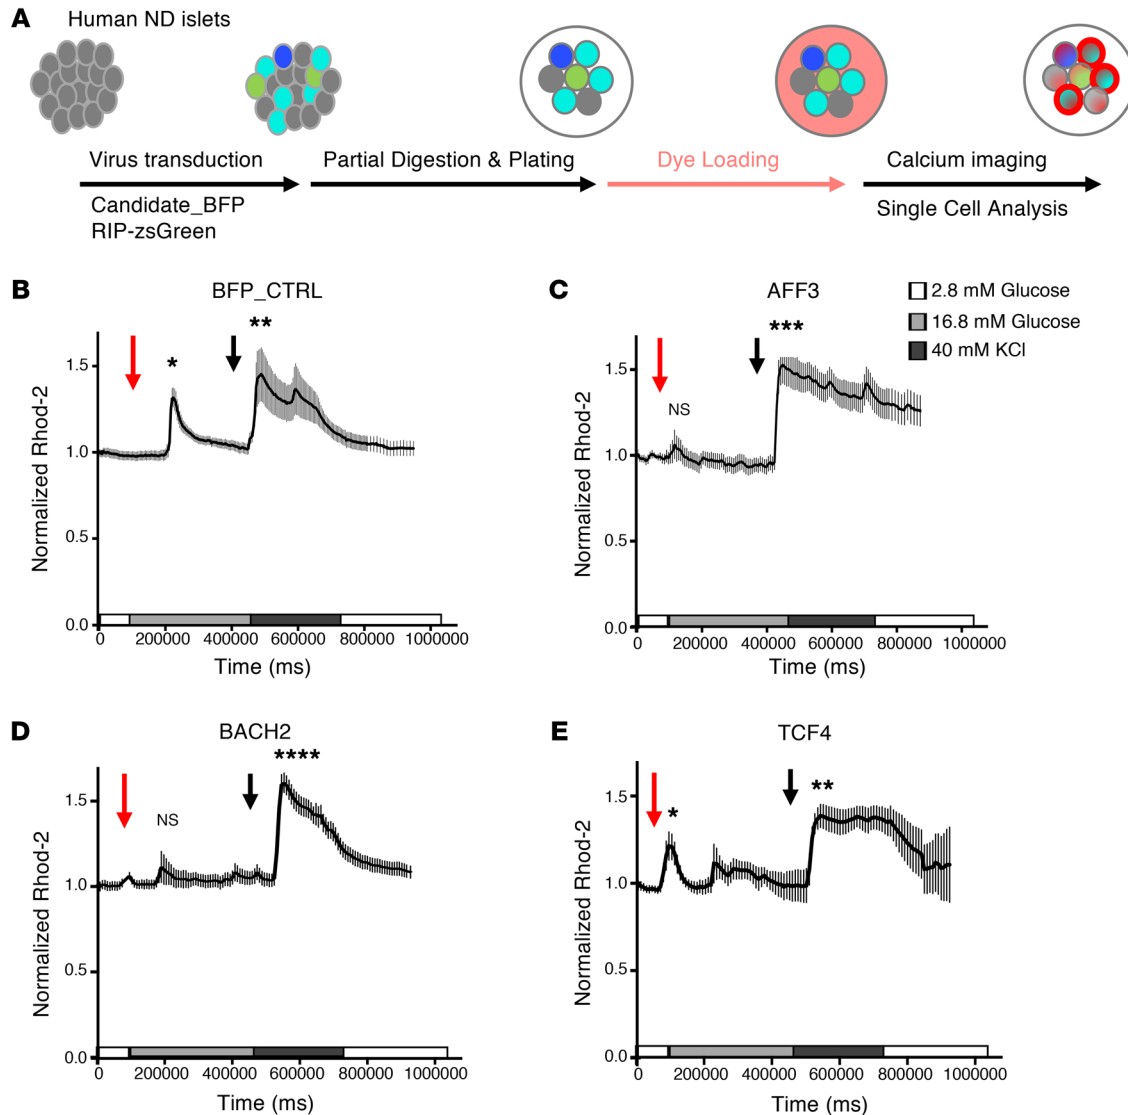 A
Human ND islets
Virus transduction
Candidate_BFP
RIP-zsGreen
Partial Digestion & Plating
Dye Loading
Calcium imaging
Single Cell Analysis
B
BFP_CTRL
*
**
Normalized Rhod-2
1.5
1.0
0.5
0.0
0 200000 400000 600000 800000 1000000
Time (ms)
C
AFF3
NS
***
2.8 mM Glucose
16.8 mM Glucose
40 mM KCl
Normalized Rhod-2
1.5
1.0
0.5
0.0
0 200000 400000 600000 800000 1000000
Time (ms)
D
BACH2
NS
****
Normalized Rhod-2
1.5
1.0
0.5
0.0
0 200000 400000 600000 800000 1000000
Time (ms)
E
TCF4
*
**
Normalized Rhod-2
1.5
1.0
0.5
0.0
0 200000 400000 600000 800000 1000000
Time (ms)